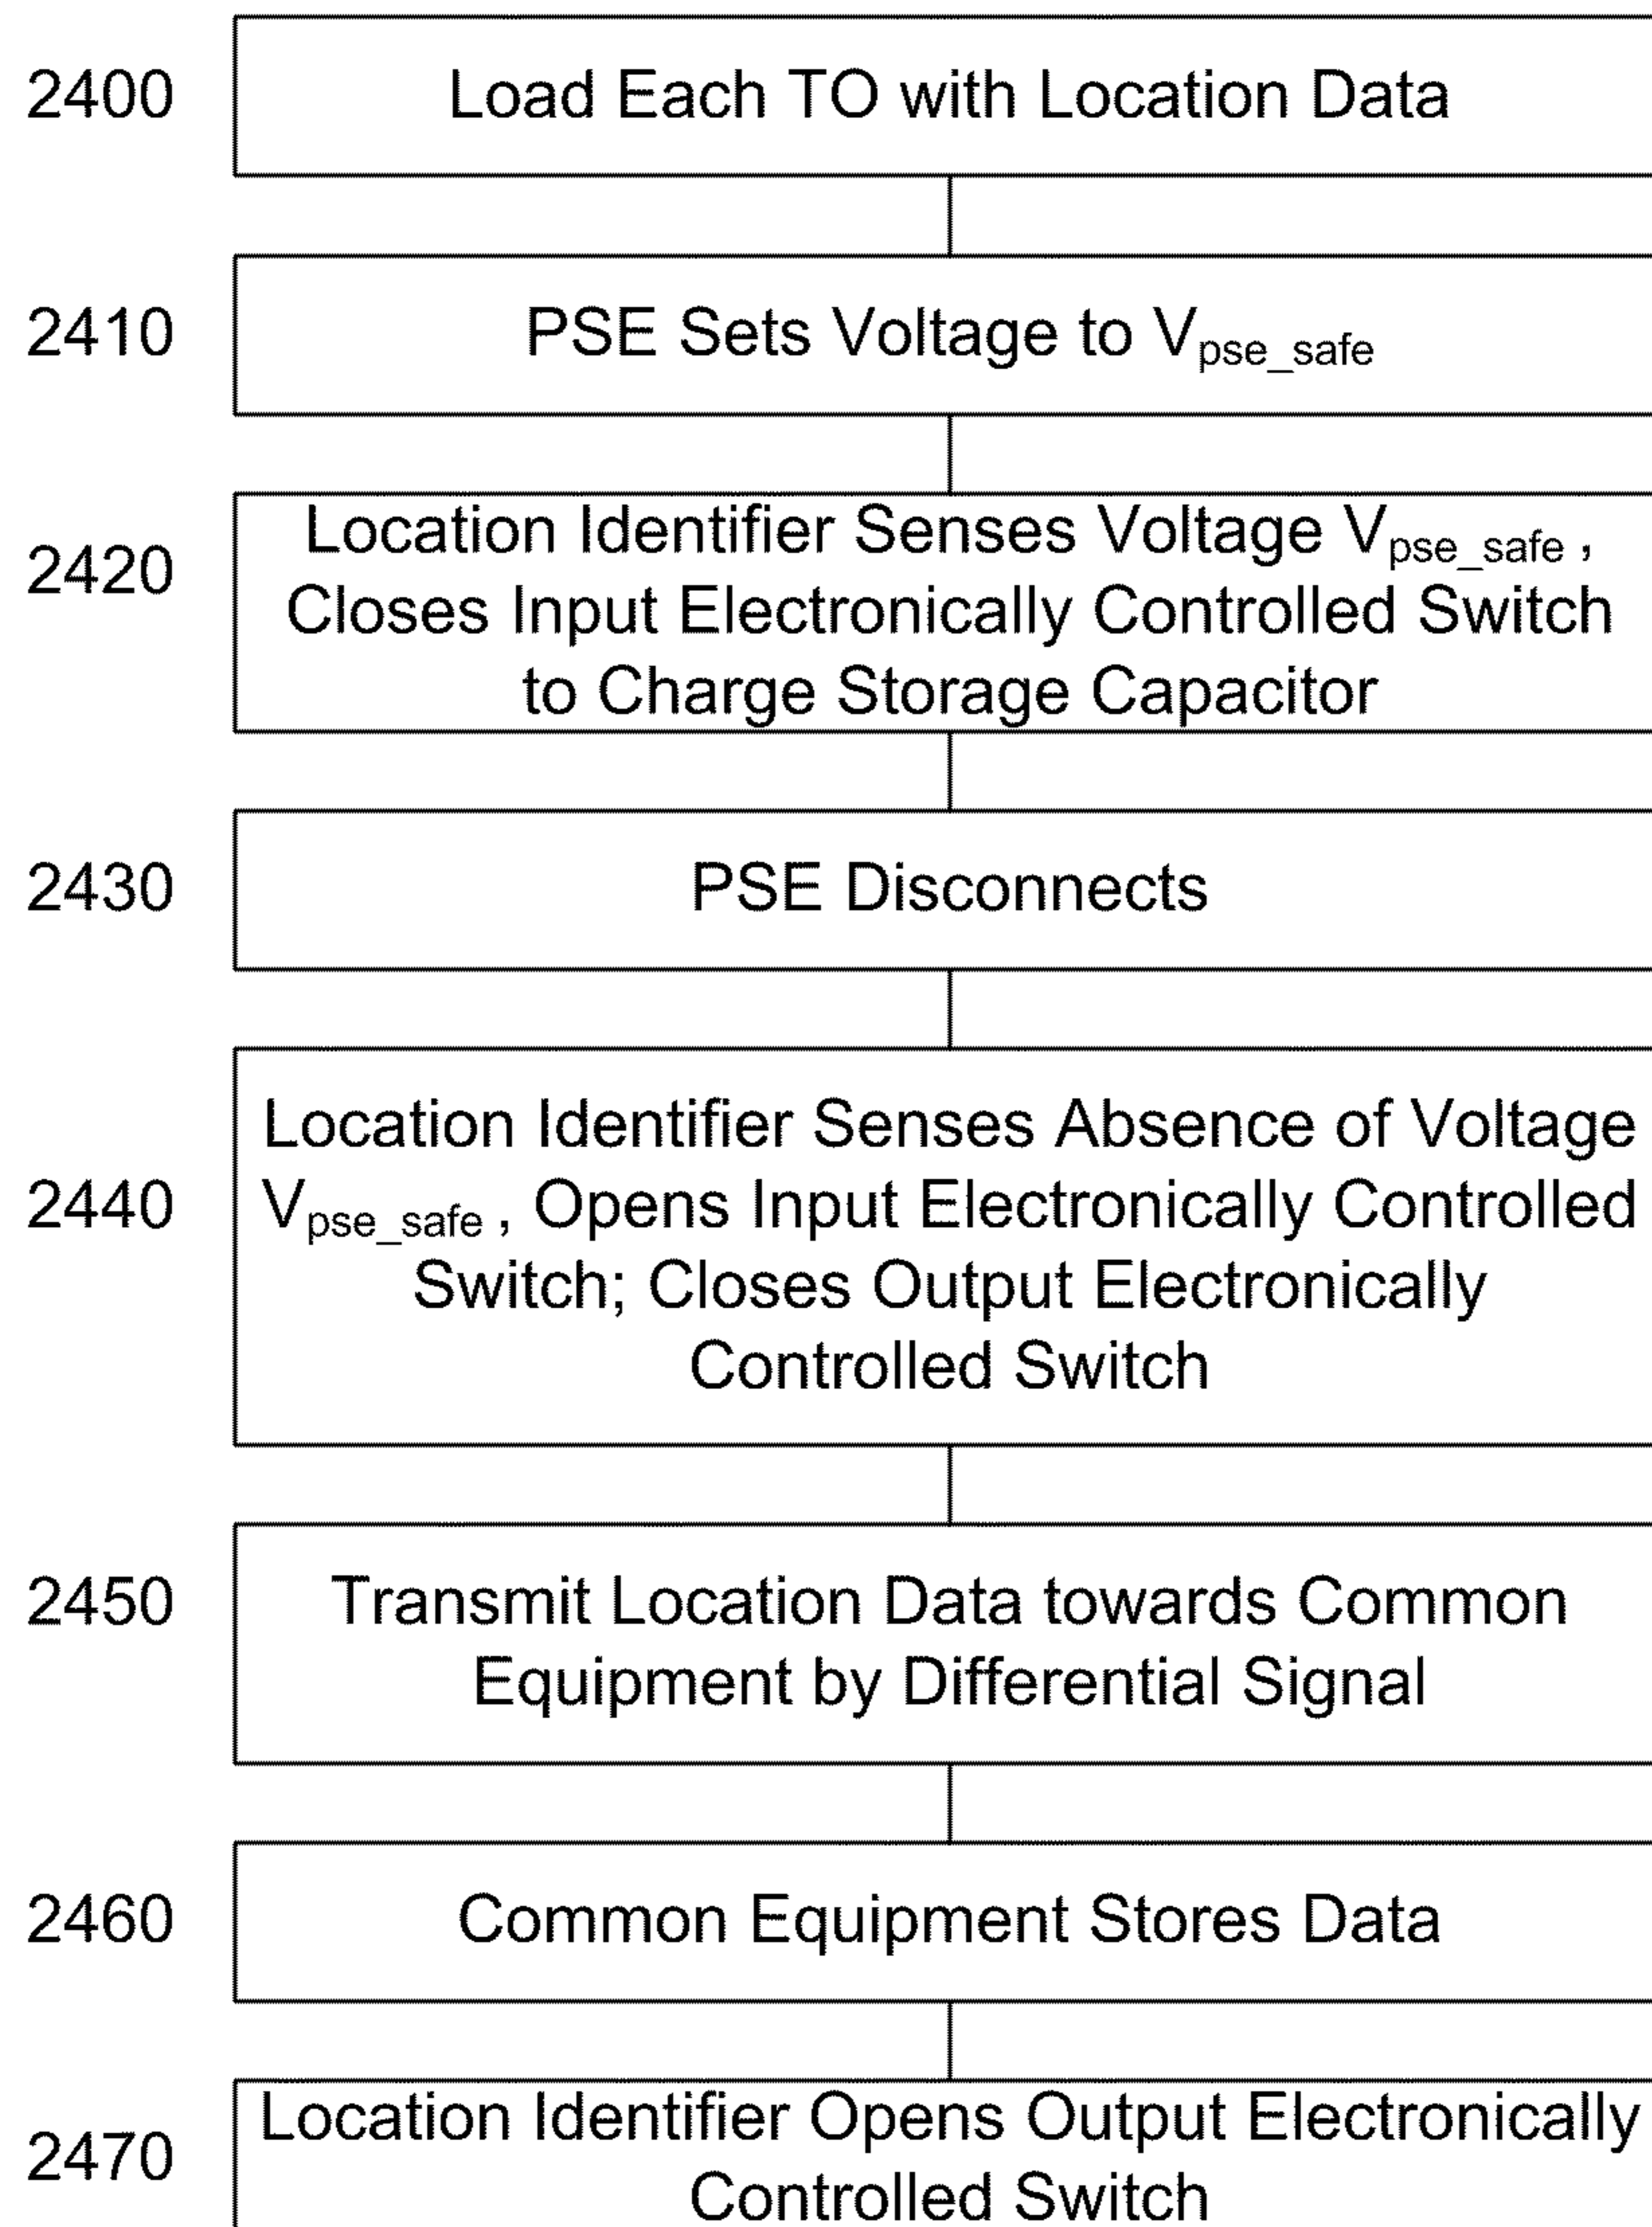 2400
Load Each TO with Location Data
2410
PSE Sets Voltage to Vpse_safe
2420
Location Identifier Senses Voltage Vpse_safe ,
Closes Input Electronically Controlled Switch
to Charge Storage Capacitor
2430
PSE Disconnects
2440
Location Identifier Senses Absence of Voltage
Vpse_safe , Opens Input Electronically Controlled
Switch; Closes Output Electronically
Controlled Switch
2450
Transmit Location Data towards Common
Equipment by Differential Signal
2460
Common Equipment Stores Data
2470
Location Identifier Opens Output Electronically
Controlled Switch